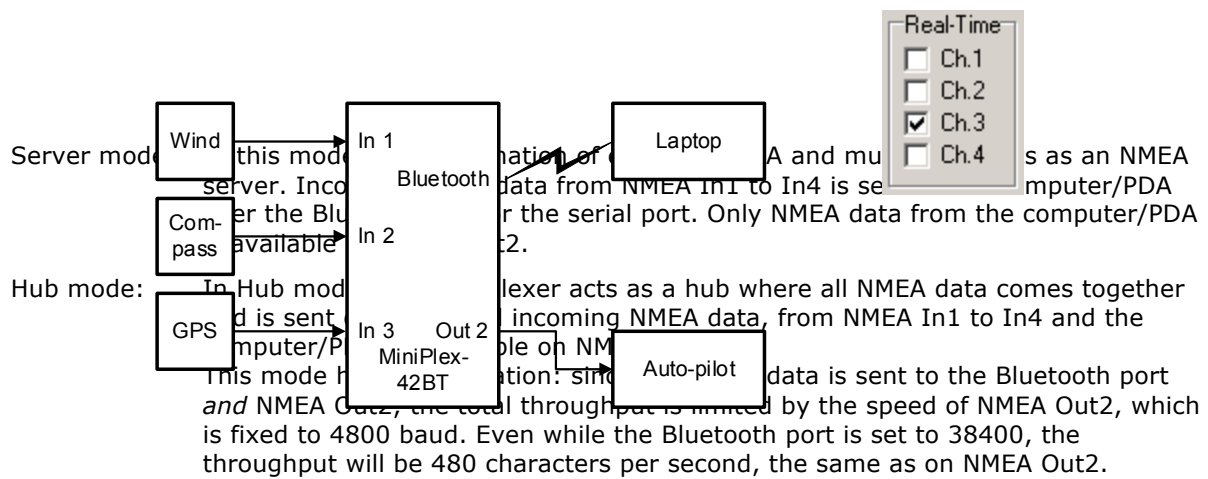 Real-Time
Ch.1
Ch.2
Ch.3
Ch.4
Wind
Com-
pass
GPS
In 1
Bluetooth
In 2
In 3 Out 2
MiniPlex-
42BT
Laptop
Auto-pilot
Server mode this mode of A and mu s as an NMEA
server. Inco data from NMEA In1 to In4 is se mputer/PDA
the Blu r the serial port. Only NMEA data from the computer/PDA
available t2.
Hub mode: In Hub mod lexer acts as a hub where all NMEA data comes together
d is sent incoming NMEA data, from NMEA In1 to In4 and the
mputer/P ble on NM
This mode h ation: sinc data is sent to the Bluetooth port
and NMEA Out2, the total throughput is limited by the speed of NMEA Out2, which
is fixed to 4800 baud. Even while the Bluetooth port is set to 38400, the
throughput will be 480 characters per second, the same as on NMEA Out2.